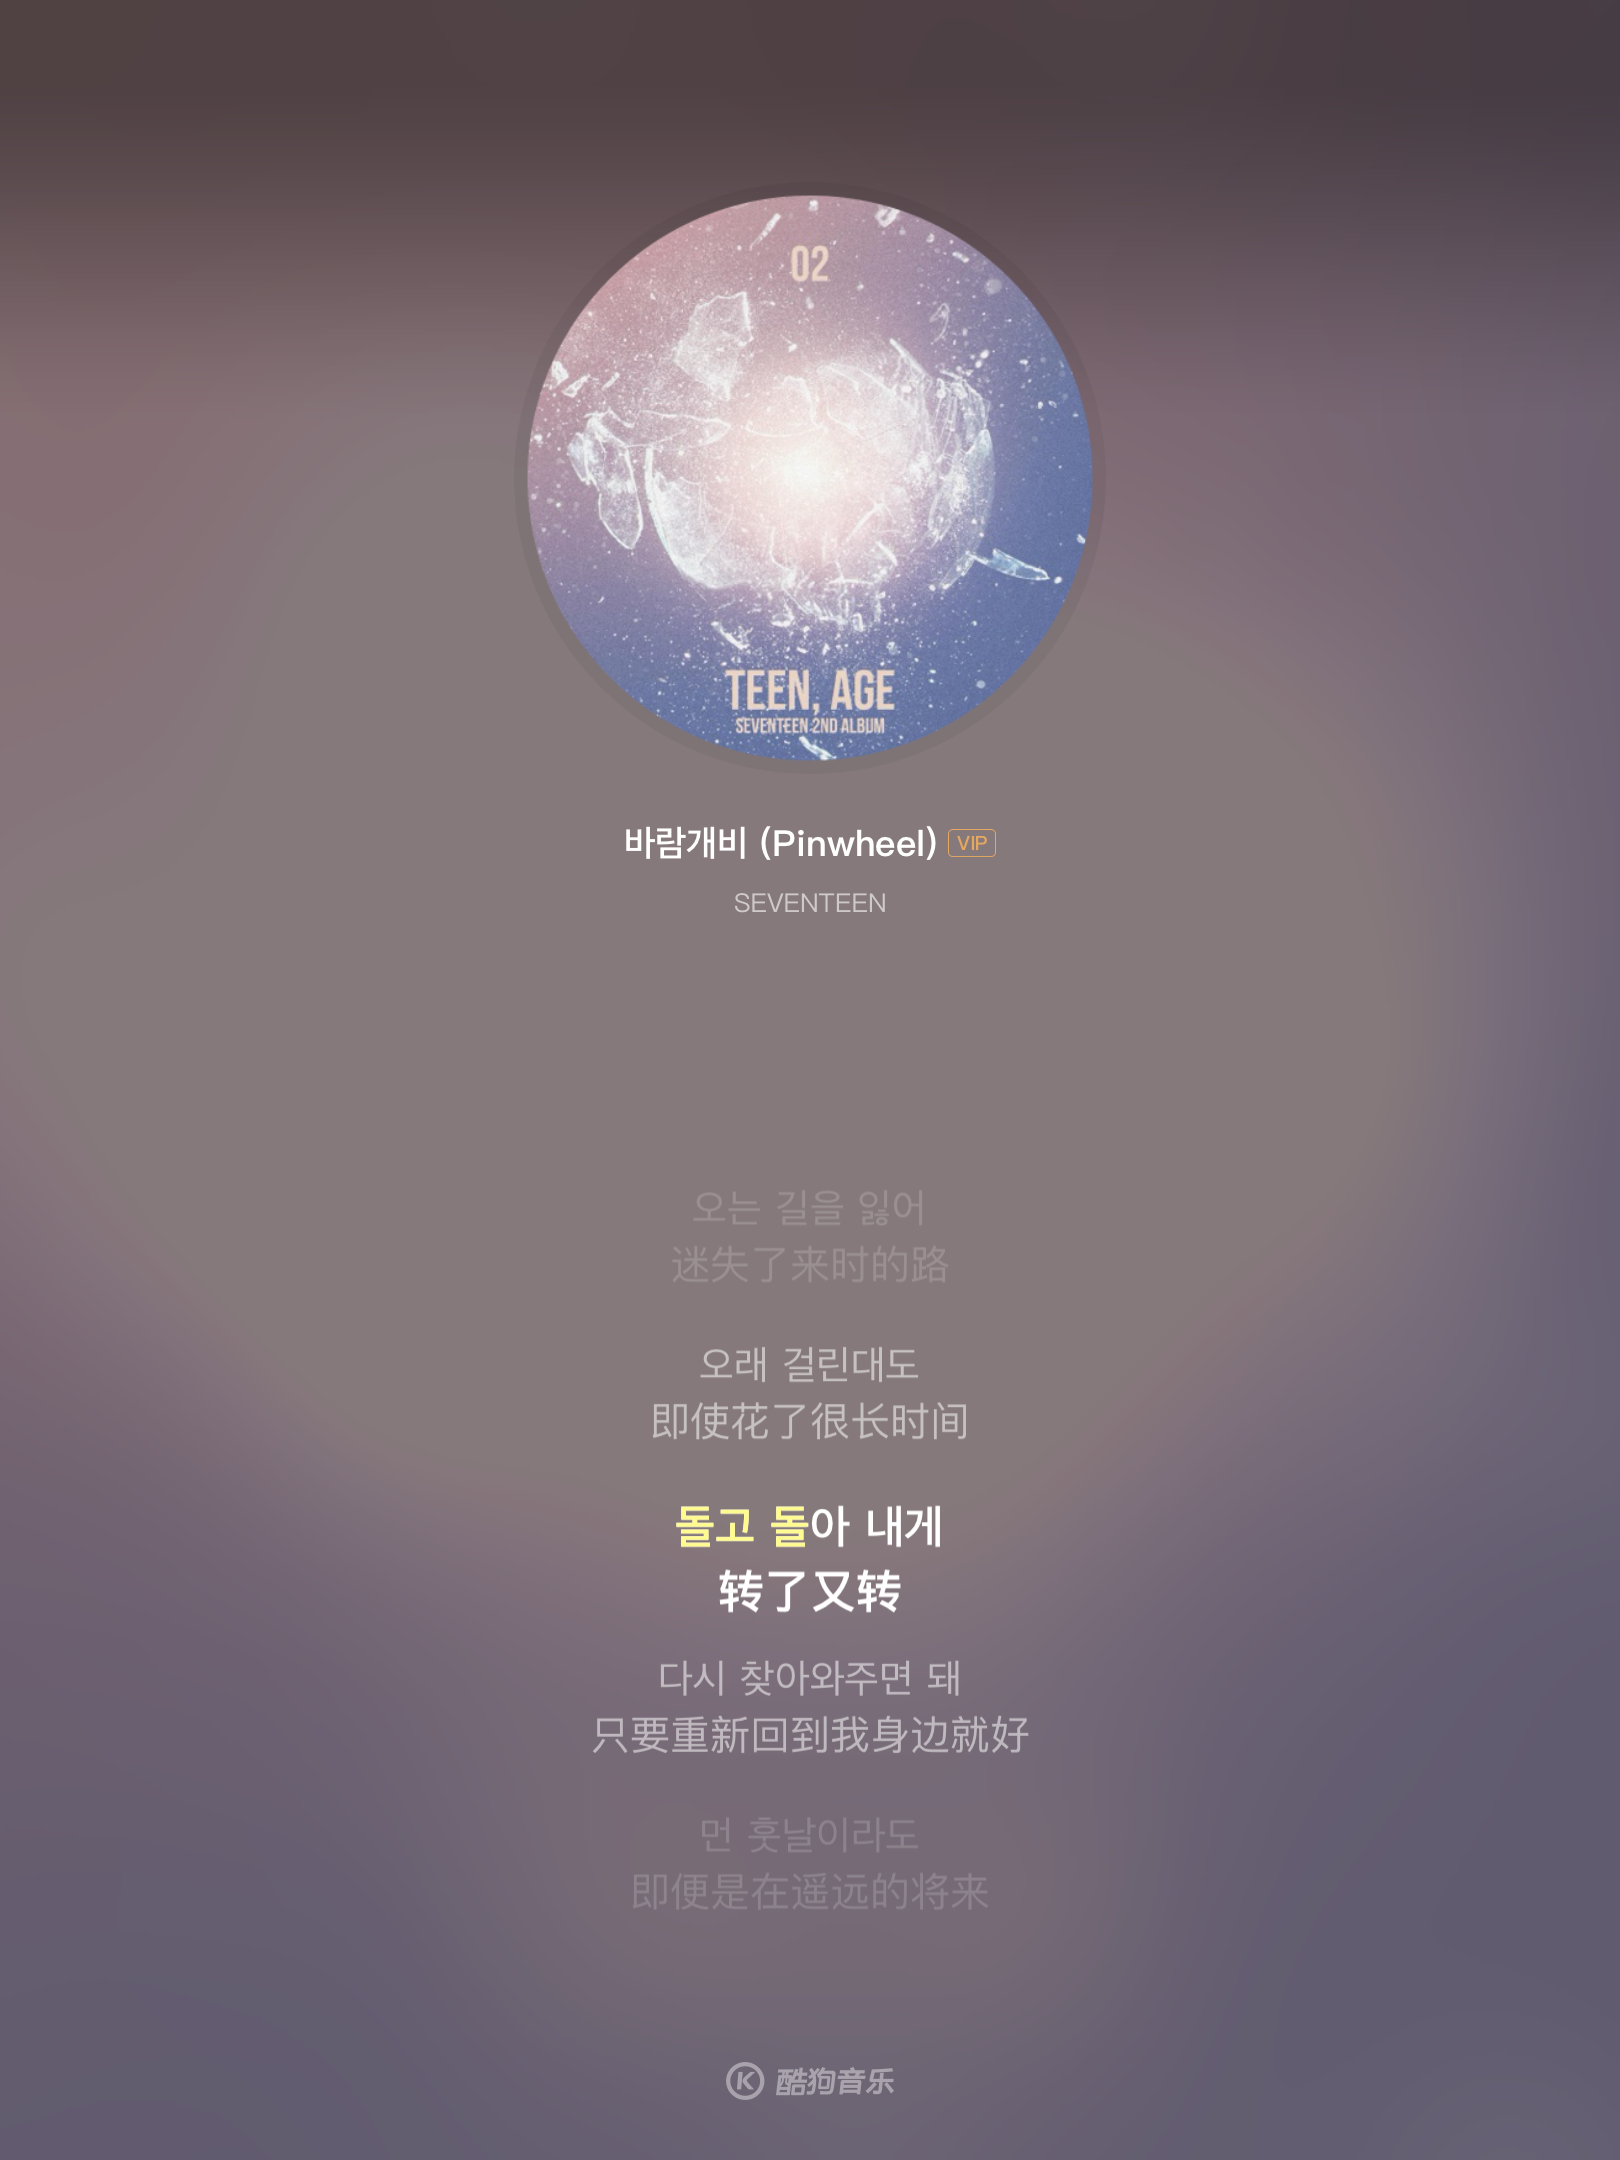 02
TEEN, AGE
SEVENTEEN 2ND ALBUM
바람개비 (Pinwheel) VIP
SEVENTEEN
오는 길을 잃어
迷失了来时的路
오래 걸린대도
即使花了很长时间
돌고 돌아 내게
转了又转
다시 찾아와주면 돼
只要重新回到我身边就好
먼 훗날이라도
即便是在遥远的将来
K 酷狗音乐